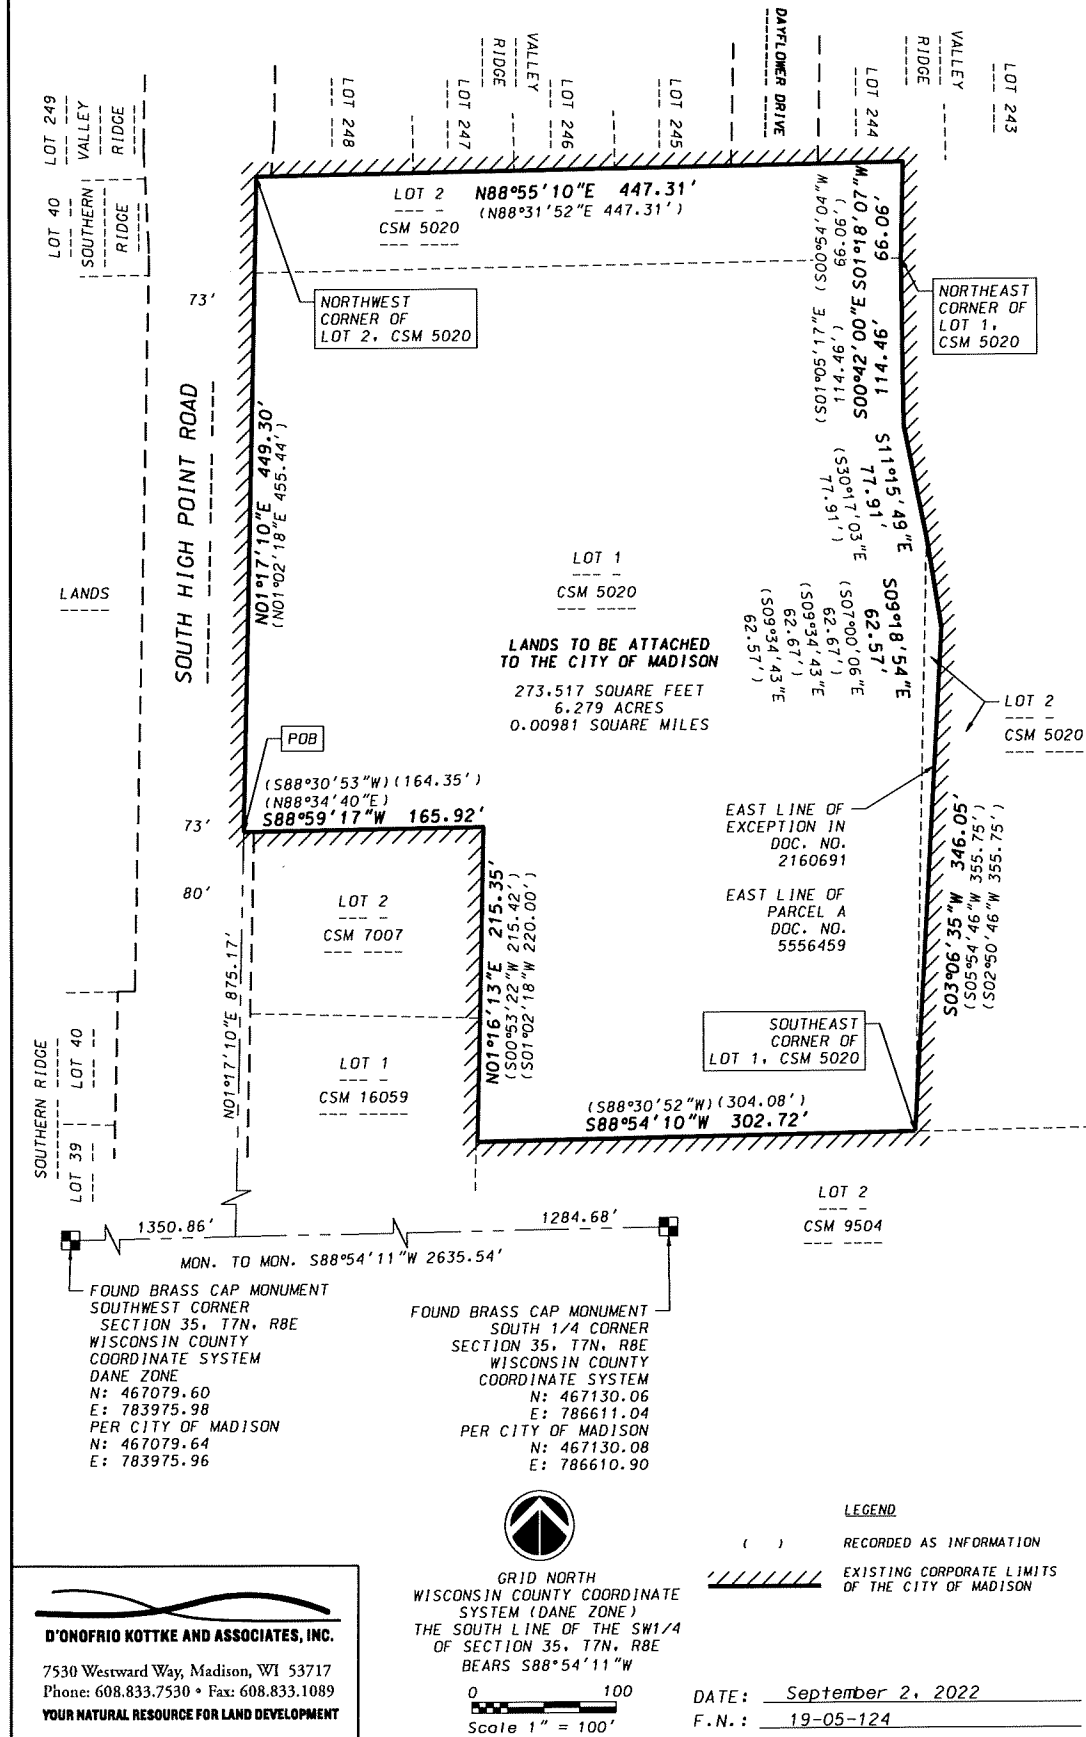 LOT 249
VALLEY
RIDGE
LOT 40
SOUTHERN
RIDGE
LOT 248
LOT 247
VALLEY
RIDGE
LOT 246
LOT 245
DAYFLOWER DRIVE
LOT 244
VALLEY
RIDGE
LOT 243
LOT 2
CSM 5020
N88°55'10"E 447.31'
(N88°31'52"E 447.31')
S01°18'07"W
66.06'
(S00°54'04"W
66.06')
73'
NORTHWEST
CORNER OF
LOT 2, CSM 5020
NORTHEAST
CORNER OF
LOT 1,
CSM 5020
S00°42'00"E
114.46'
(S01°05'17"E
114.46')
SOUTH HIGH POINT ROAD
N01°17'10"E 449.30'
(N01°02'18"E 455.44')
S11°15'49"E
77.91'
(S30°17'03"E
77.91')
LANDS
LOT 1
CSM 5020
LANDS TO BE ATTACHED
TO THE CITY OF MADISON
273,517 SQUARE FEET
6.279 ACRES
0.00981 SQUARE MILES
S09°18'54"E
62.57'
(S07°00'06"E
62.67')
(S09°34'43"E
62.67')
(S09°34'43"E
62.57')
LOT 2
CSM 5020
POB
(S88°30'53"W)(164.35')
(N88°34'40"E)
S88°59'17"W 165.92'
73'
80'
EAST LINE OF
EXCEPTION IN
DOC. NO.
2160691
EAST LINE OF
PARCEL A
DOC. NO.
5556459
S03°06'35"W 346.05'
(S05°54'46"W 355.75')
(S02°50'46"W 355.75')
LOT 2
CSM 7007
N01°16'13"E 215.35'
(S00°53'22"W 215.42')
(S01°02'18"W 220.00')
N01°17'10"E 875.17'
SOUTHEAST
CORNER OF
LOT 1, CSM 5020
SOUTHERN RIDGE
LOT 40
LOT 39
LOT 1
CSM 16059
(S88°30'52"W)(304.08')
S88°54'10"W 302.72'
LOT 2
CSM 9504
1350.86'
1284.68'
MON. TO MON. S88°54'11"W 2635.54'
FOUND BRASS CAP MONUMENT
SOUTHWEST CORNER
SECTION 35, T7N, R8E
WISCONSIN COUNTY
COORDINATE SYSTEM
DANE ZONE
N: 467079.60
E: 783975.98
PER CITY OF MADISON
N: 467079.64
E: 783975.96
FOUND BRASS CAP MONUMENT
SOUTH 1/4 CORNER
SECTION 35, T7N, R8E
WISCONSIN COUNTY
COORDINATE SYSTEM
N: 467130.06
E: 786611.04
PER CITY OF MADISON
N: 467130.08
E: 786610.90
GRID NORTH
WISCONSIN COUNTY COORDINATE
SYSTEM (DANE ZONE)
THE SOUTH LINE OF THE SW1/4
OF SECTION 35, T7N, R8E
BEARS S88°54'11"W
0 100
Scale 1" = 100'
LEGEND
( ) RECORDED AS INFORMATION
EXISTING CORPORATE LIMITS
OF THE CITY OF MADISON
D'ONOFRIO KOTTKE AND ASSOCIATES, INC.
7530 Westward Way, Madison, WI 53717
Phone: 608.833.7530 • Fax: 608.833.1089
YOUR NATURAL RESOURCE FOR LAND DEVELOPMENT
DATE: September 2, 2022
F.N.: 19-05-124